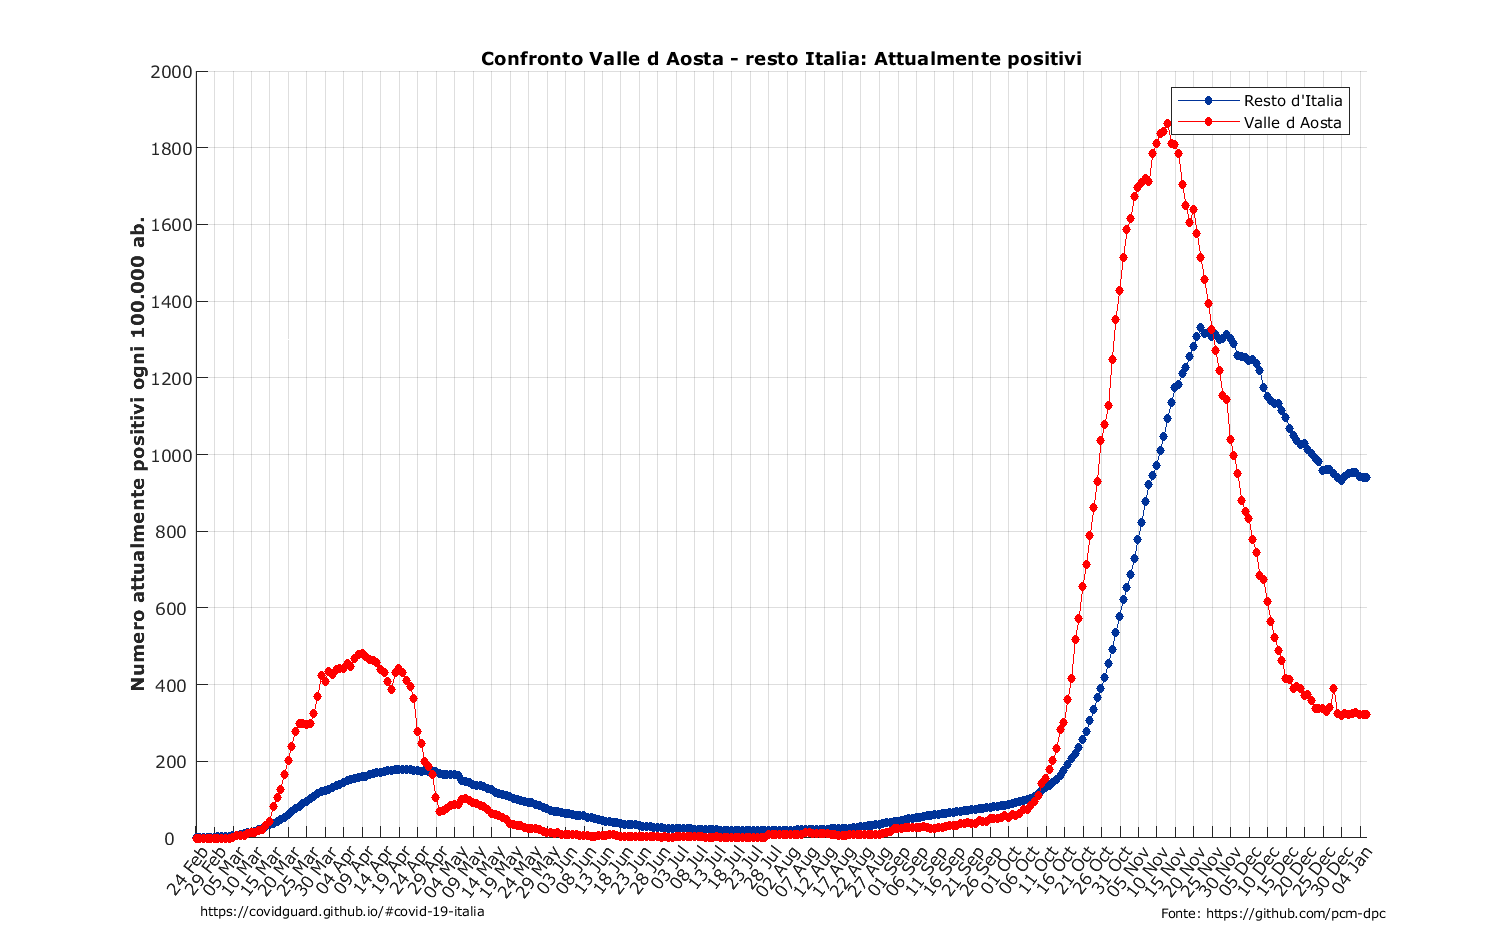 Confronto Valle d Aosta - resto Italia: Attualmente positivi
Resto d'Italia
Valle d Aosta
Numero attualmente positivi ogni 100.000 ab.
2000
1800
1600
1400
1200
1000
800
600
400
200
0
24 Feb
29 Feb
05 Mar
10 Mar
15 Mar
20 Mar
25 Mar
30 Mar
04 Apr
09 Apr
14 Apr
19 Apr
24 Apr
29 Apr
04 May
09 May
14 May
19 May
24 May
29 May
03 Jun
08 Jun
13 Jun
18 Jun
23 Jun
28 Jun
03 Jul
08 Jul
13 Jul
18 Jul
23 Jul
28 Jul
02 Aug
07 Aug
12 Aug
17 Aug
22 Aug
27 Aug
01 Sep
06 Sep
11 Sep
16 Sep
21 Sep
26 Sep
01 Oct
06 Oct
11 Oct
16 Oct
21 Oct
26 Oct
31 Oct
05 Nov
10 Nov
15 Nov
20 Nov
25 Nov
30 Nov
05 Dec
10 Dec
15 Dec
20 Dec
25 Dec
30 Dec
04 Jan
https://covidguard.github.io/#covid-19-italia
Fonte: https://github.com/pcm-dpc